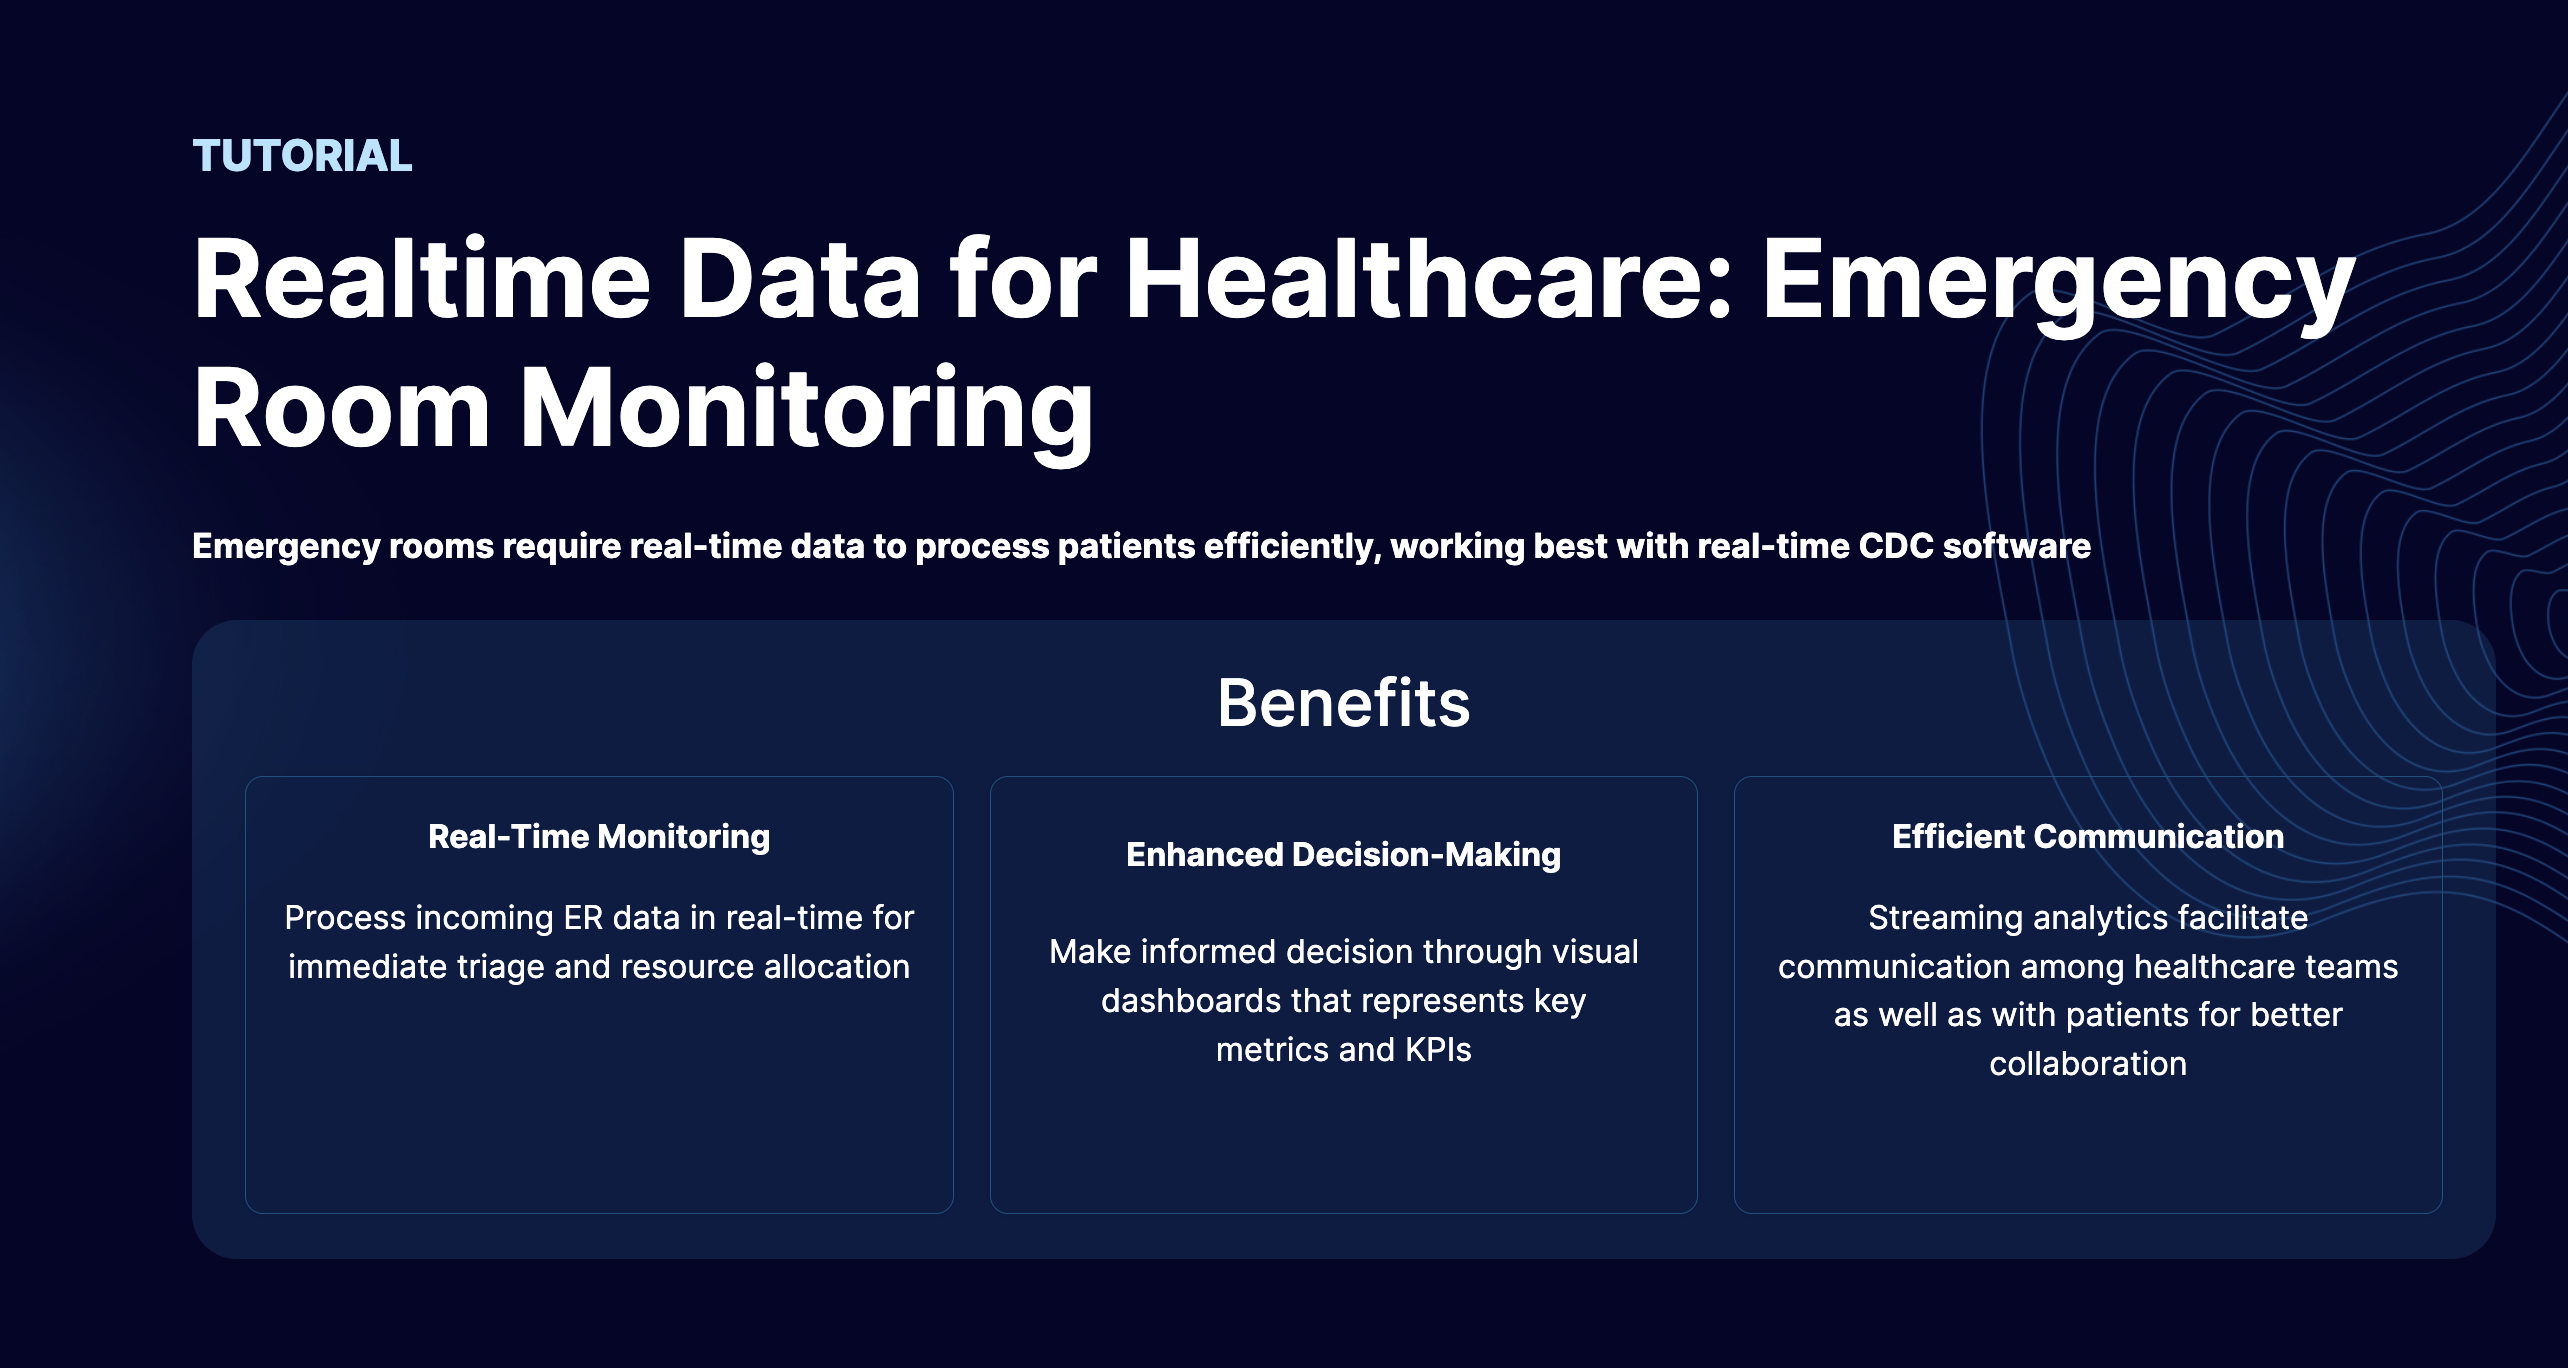 TUTORIAL
Realtime Data for Healthcare: Emergency
Room Monitoring
Emergency rooms require real-time data to process patients efficiently, working best with real-time CDC software
Benefits
Real-Time Monitoring
Process incoming ER data in real-time for
immediate triage and resource allocation
Enhanced Decision-Making
Make informed decision through visual
dashboards that represents key
metrics and KPIs
Efficient Communication
Streaming analytics facilitate
communication among healthcare teams
as well as with patients for better
collaboration